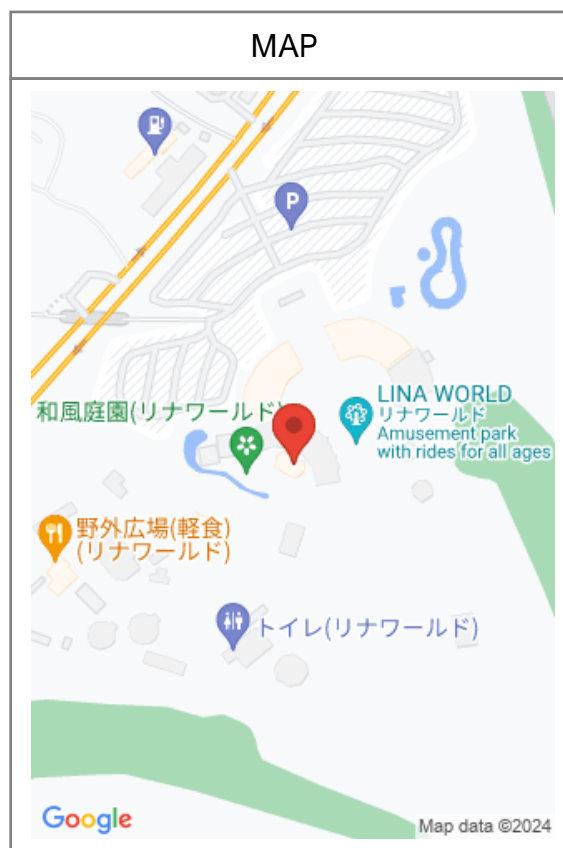 MAP
P
LINA WORLD
リナワールド
Amusement park
with rides for all ages
和風庭園(リナワールド)
野外広場(軽食)
(リナワールド)
トイレ(リナワールド)
Google
Map data ©2024